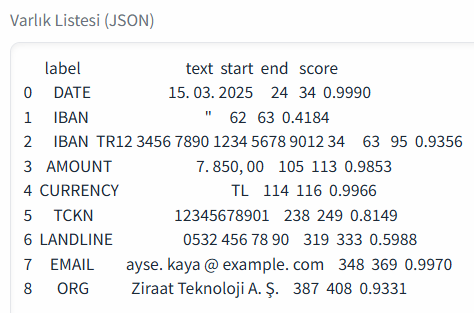 Varlık Listesi (JSON)
label text start end score
0 DATE 15. 03. 2025 24 34 0.9990
1 IBAN " 62 63 0.4184
2 IBAN TR12 3456 7890 1234 5678 9012 34 63 95 0.9356
3 AMOUNT 7. 850, 00 105 113 0.9853
4 CURRENCY TL 114 116 0.9966
5 TCKN 12345678901 238 249 0.8149
6 LANDLINE 0532 456 78 90 319 333 0.5988
7 EMAIL ayse. kaya @ example. com 348 369 0.9970
8 ORG Ziraat Teknoloji A. Ş. 387 408 0.9331